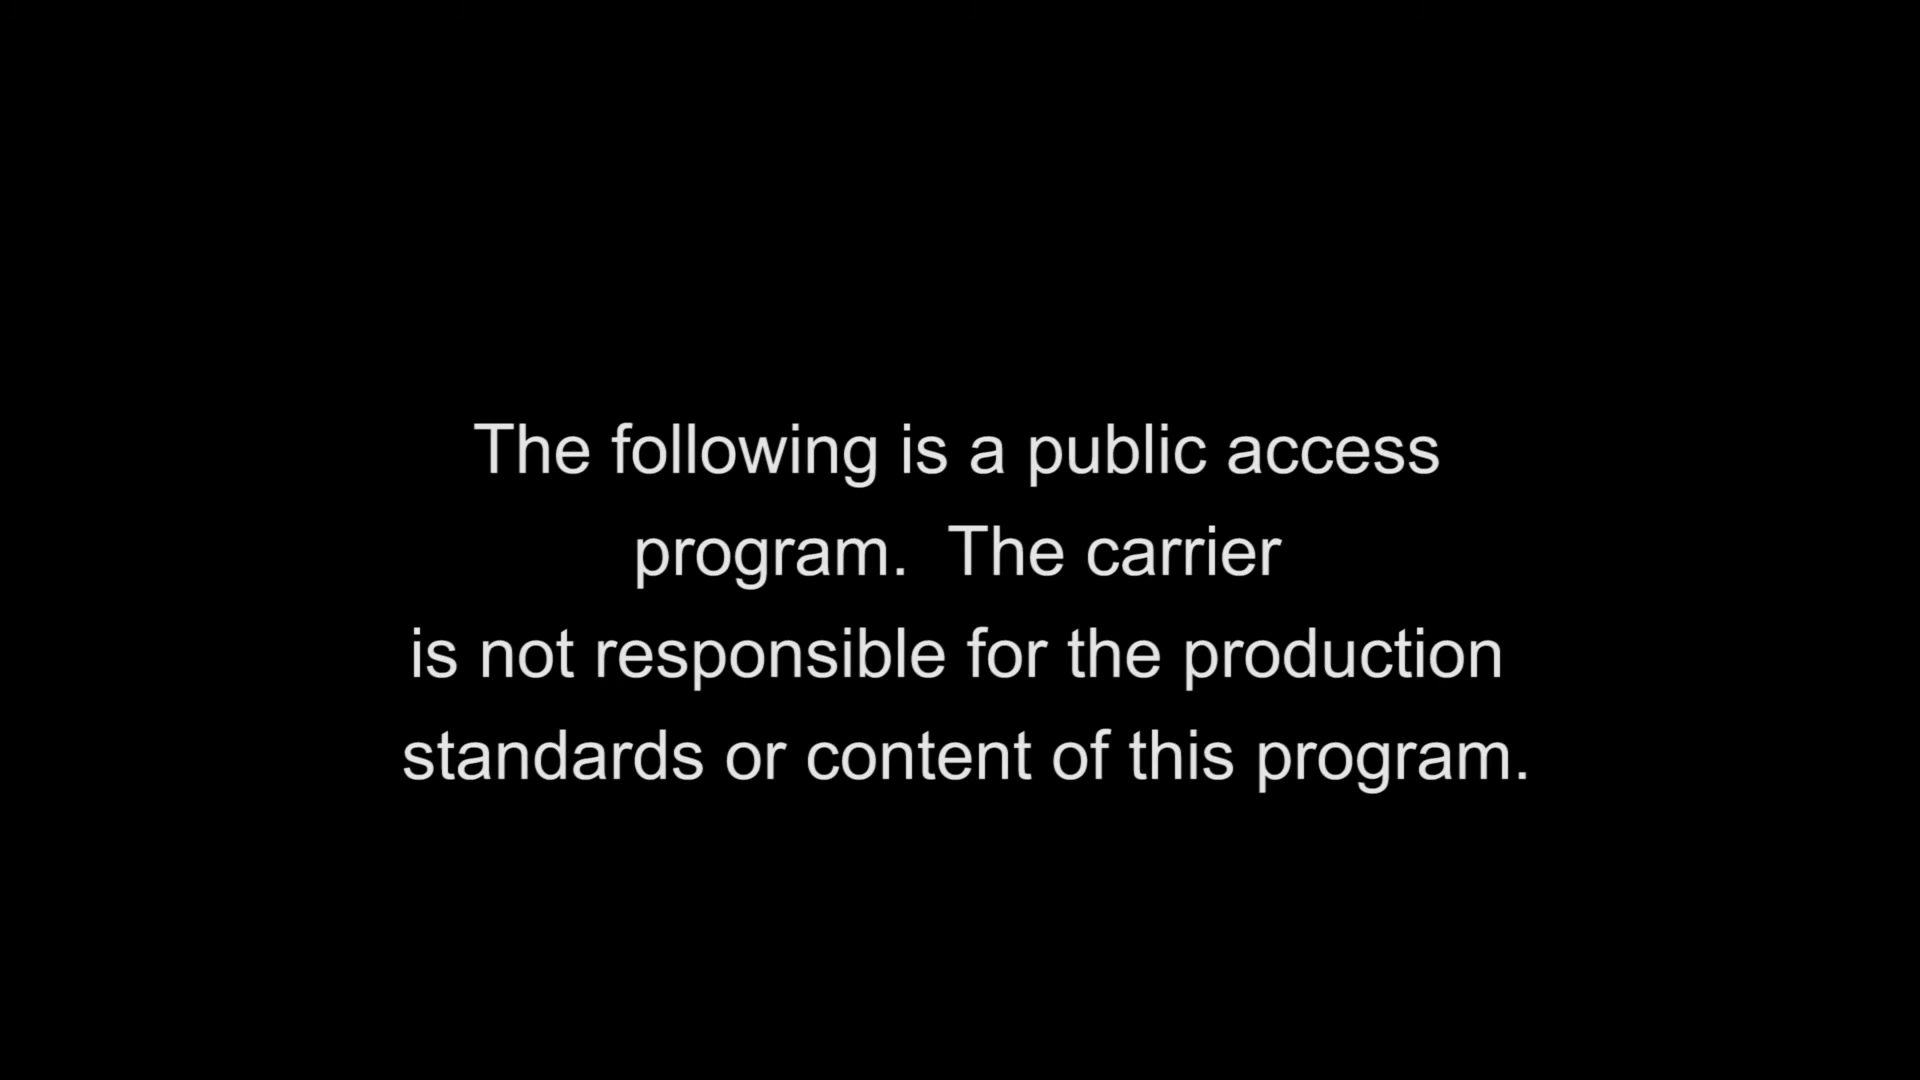 The following is a public access
program.  The carrier
is not responsible for the production
standards or content of this program.